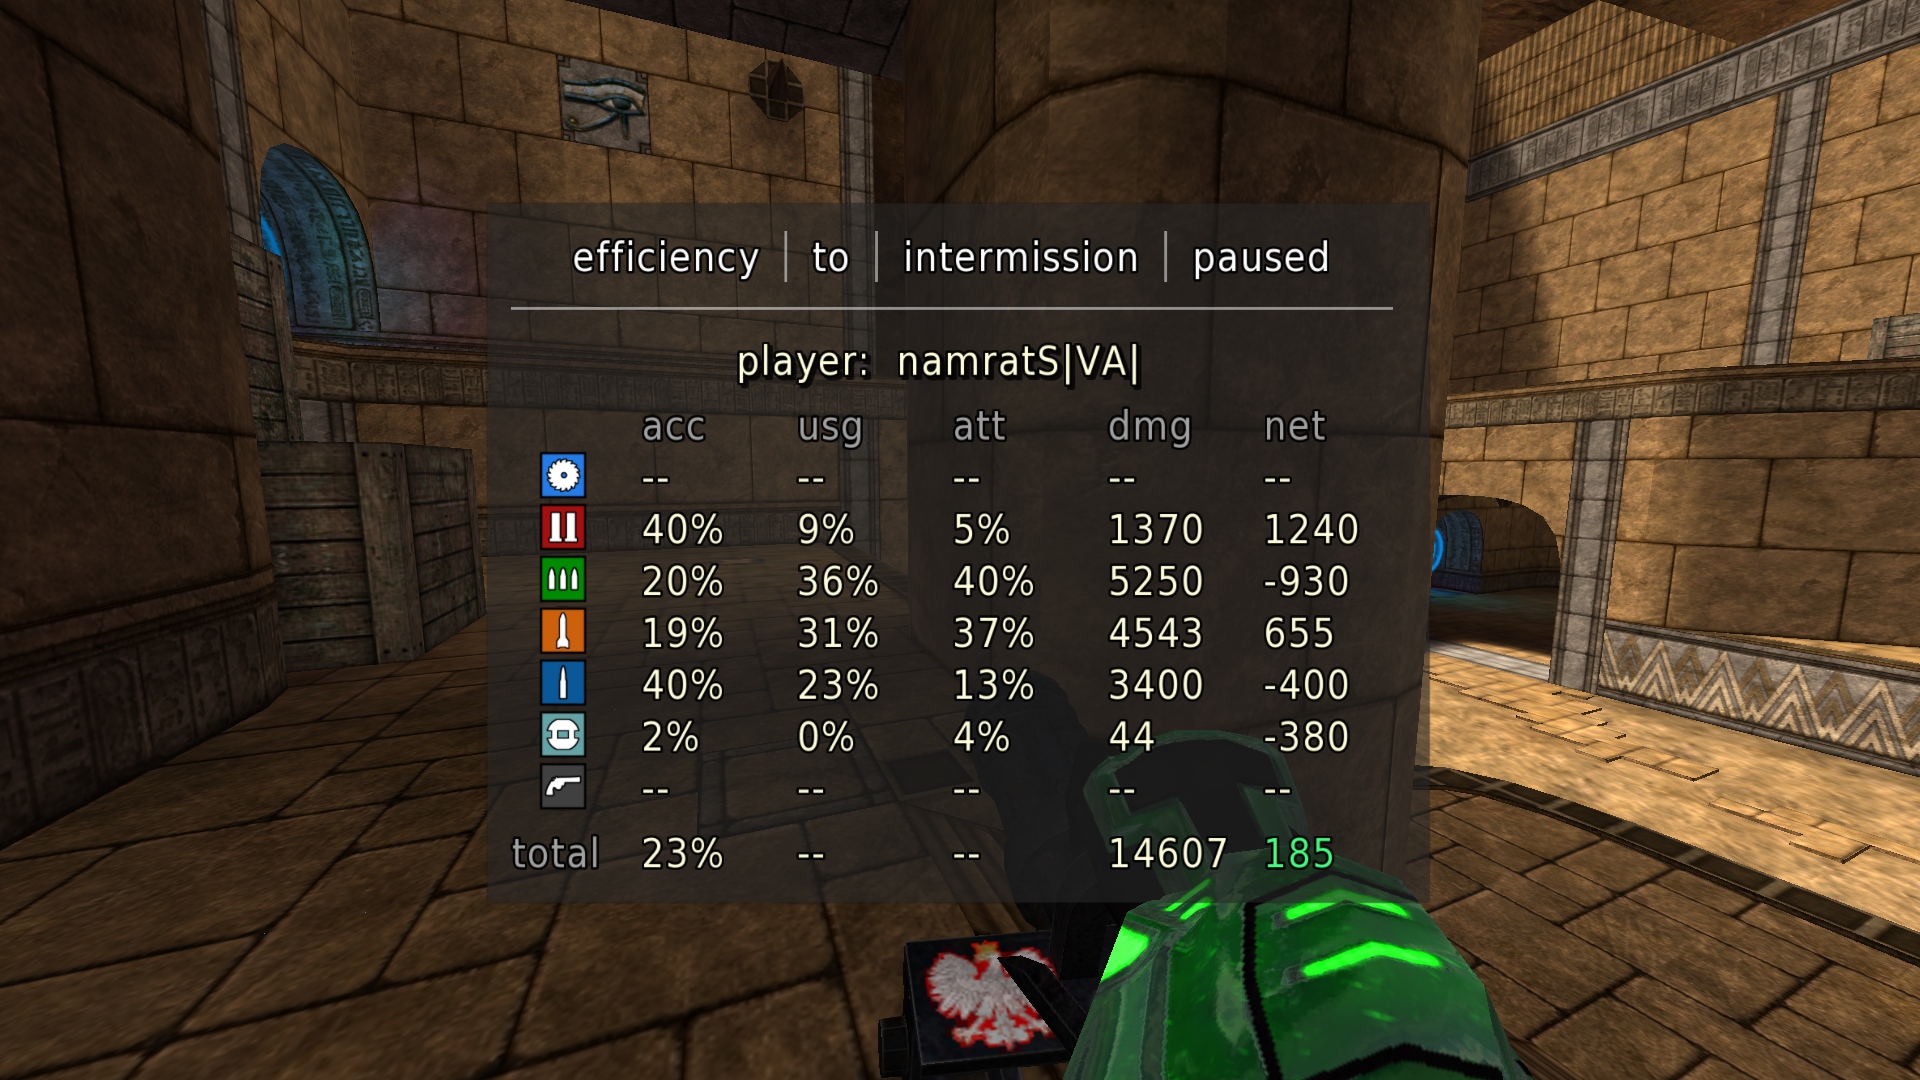 efficiency | to | intermission | paused
player: namratS|VA|
acc usg att dmg net
-- -- -- -- --
40% 9% 5% 1370 1240
20% 36% 40% 5250 -930
19% 31% 37% 4543 655
40% 23% 13% 3400 -400
2% 0% 4% 44 -380
-- -- -- -- --
total 23% -- -- 14607 185